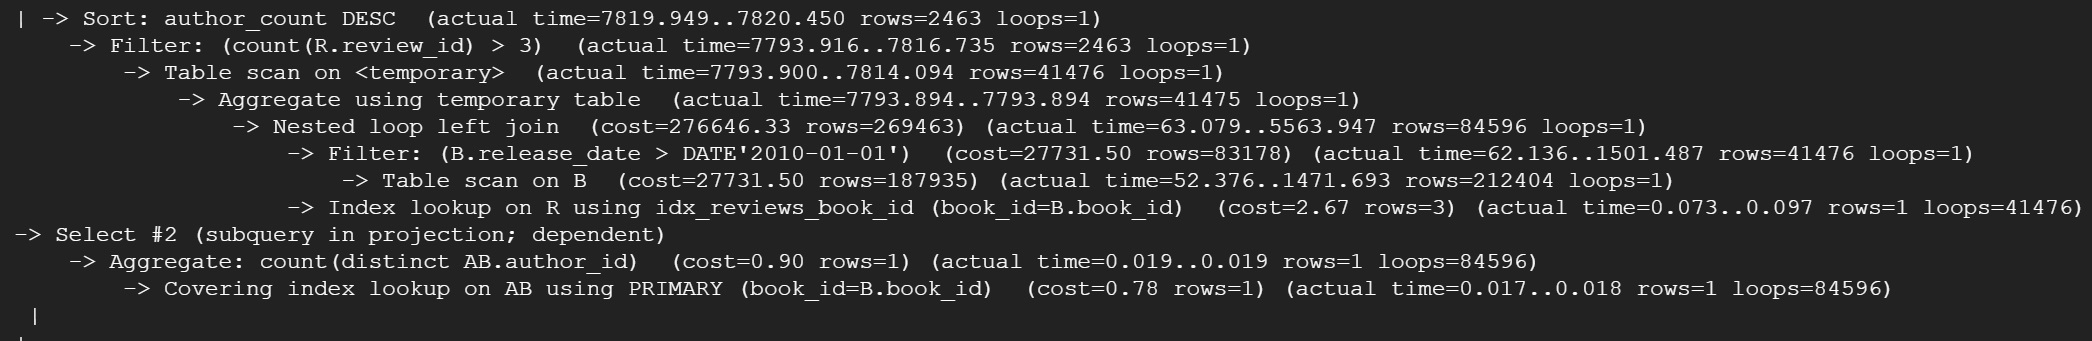 | -> Sort: author_count DESC  (actual time=7819.949..7820.450 rows=2463 loops=1)
    -> Filter: (count(R.review_id) > 3)  (actual time=7793.916..7816.735 rows=2463 loops=1)
        -> Table scan on <temporary>  (actual time=7793.900..7814.094 rows=41476 loops=1)
            -> Aggregate using temporary table  (actual time=7793.894..7793.894 rows=41475 loops=1)
                -> Nested loop left join  (cost=276646.33 rows=269463) (actual time=63.079..5563.947 rows=84596 loops=1)
                    -> Filter: (B.release_date > DATE'2010-01-01')  (cost=27731.50 rows=83178) (actual time=62.136..1501.487 rows=41476 loops=1)
                        -> Table scan on B  (cost=27731.50 rows=187935) (actual time=52.376..1471.693 rows=212404 loops=1)
                    -> Index lookup on R using idx_reviews_book_id (book_id=B.book_id)  (cost=2.67 rows=3) (actual time=0.073..0.097 rows=1 loops=41476)
-> Select #2 (subquery in projection; dependent)
    -> Aggregate: count(distinct AB.author_id)  (cost=0.90 rows=1) (actual time=0.019..0.019 rows=1 loops=84596)
        -> Covering index lookup on AB using PRIMARY (book_id=B.book_id)  (cost=0.78 rows=1) (actual time=0.017..0.018 rows=1 loops=84596)
 |